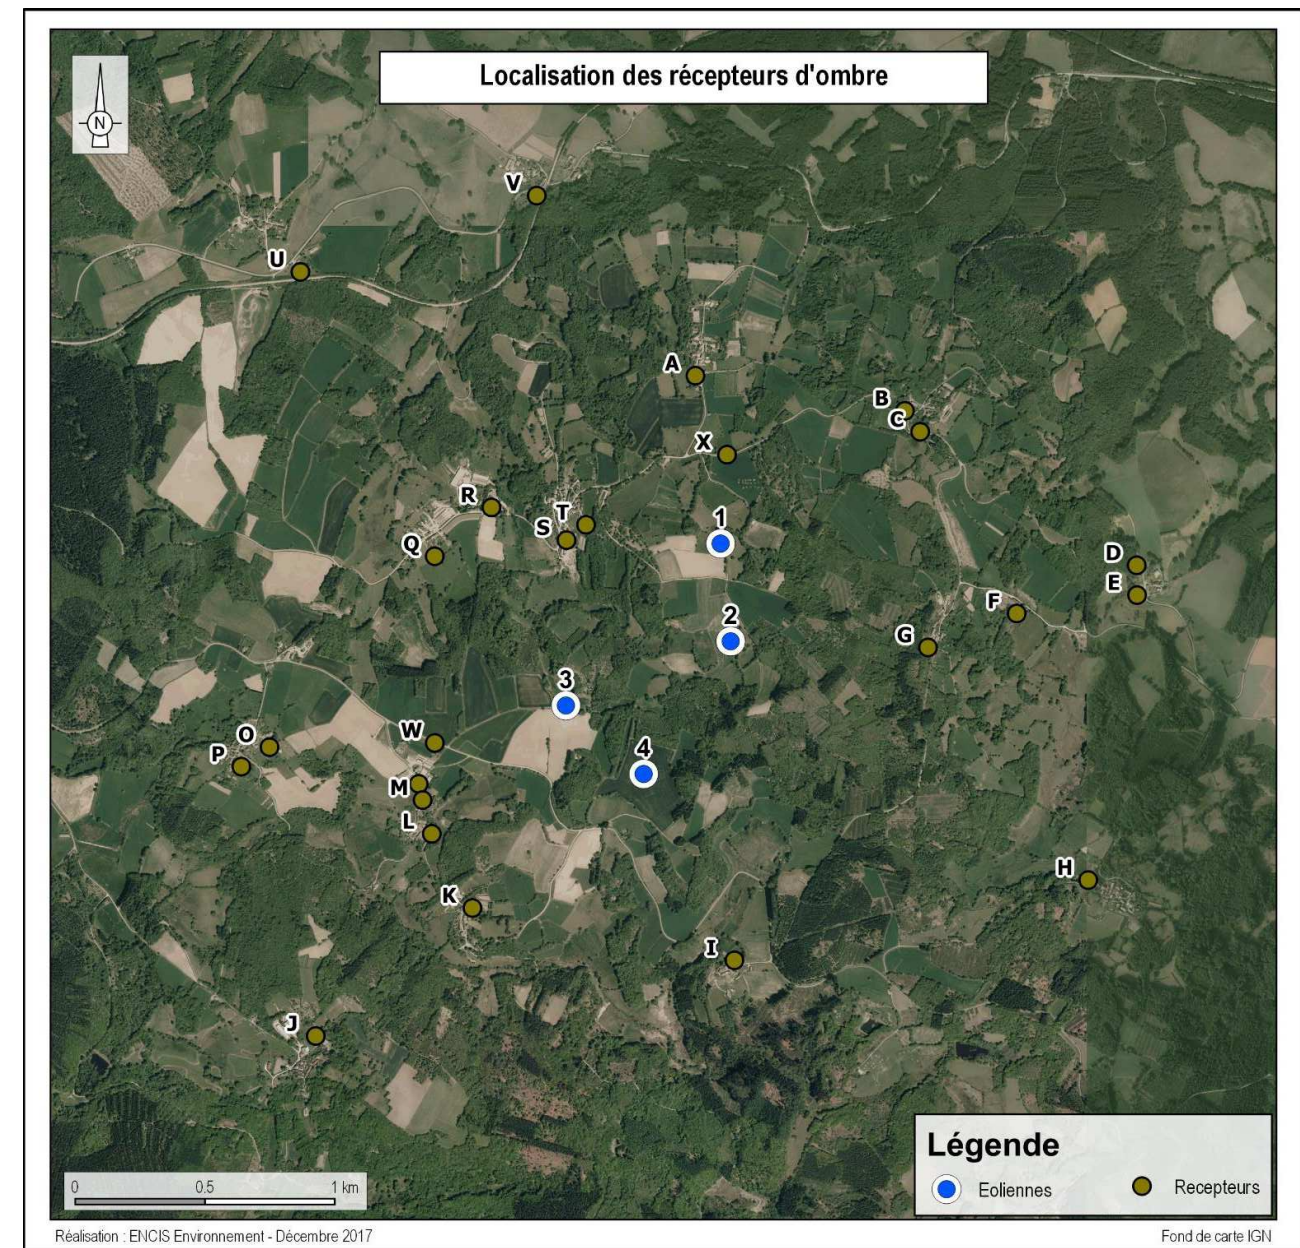 Localisation des récepteurs d'ombre
N
V
U
A
B
C
X
R
T
S
1
Q
D
E
2
F
G
3
O
W
P
4
M
L
H
K
I
J
Légende
Eoliennes
Recepteurs
0 0.5 1 km
Réalisation : ENCIS Environnement - Décembre 2017
Fond de carte IGN